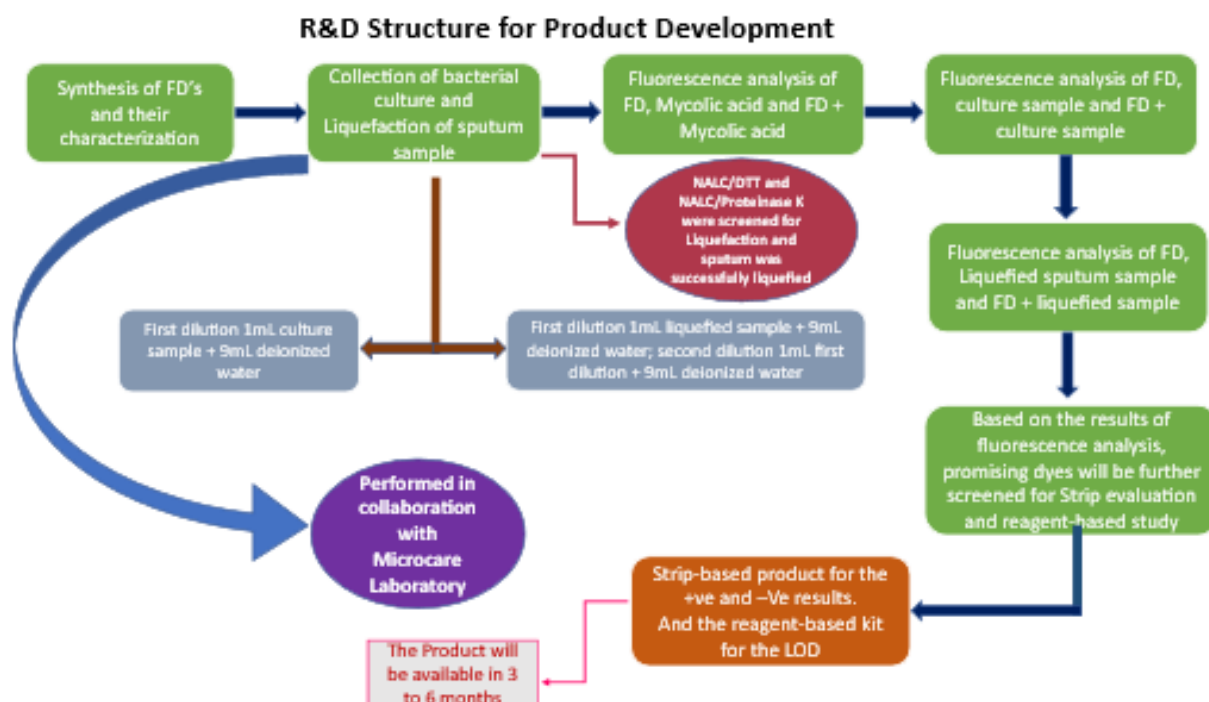 R&D Structure for Product Development
Synthesis of FD's
and their
characterization
Collection of bacterial
culture and
Liquefaction of sputum
sample
Fluorescence analysis of
FD, Mycolic acid and FD +
Mycolic acid
Fluorescence analysis of FD,
culture sample and FD +
culture sample
NALC/DTT and
NALC/Proteinase K
were screened for
Liquefaction and
sputum was
successfully liquefied
Fluorescence analysis of FD,
Liquefied sputum sample
and FD + liquefied sample
First dilution 1mL culture
sample + 9mL deionized
water
First dilution 1mL liquefied sample + 9mL
deionized water; second dilution 1mL first
dilution + 9mL deionized water
Based on the results of
fluorescence analysis,
promising dyes will be further
screened for Strip evaluation
and reagent-based study
Performed in
collaboration
with
Microcare
Laboratory
Strip-based product for the
+ve and –Ve results.
And the reagent-based kit
for the LOD
The Product will
be available in 3
to 6 months